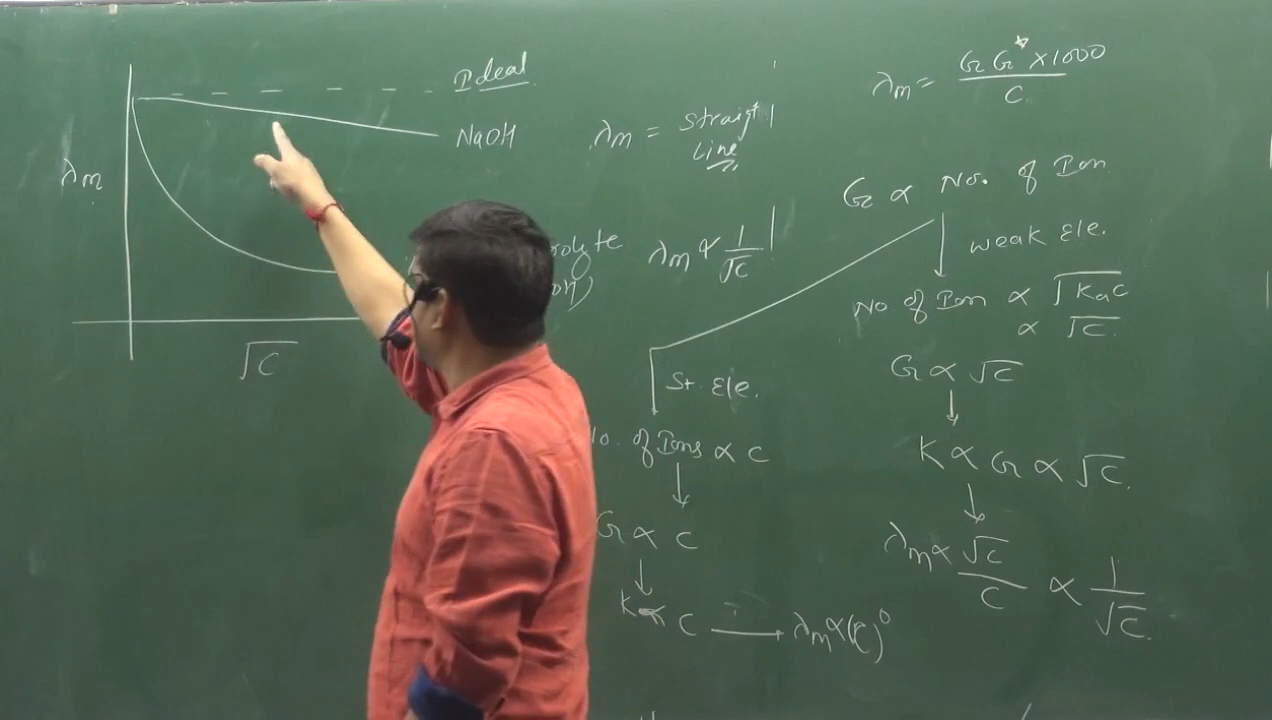 Ideal
NaOH
λm
√C
λm = Straight
Line
λm ∝ 1/√C
λm = G G* × 1000 / C
G ∝ No. of Ion
weak Ele.
No of Ion ∝ √KaC
∝ √C
G ∝ √C
K ∝ G ∝ √C
λm ∝ √C/C ∝ 1/√C
St. Ele.
of Ions ∝ C
G ∝ C
K ∝ C → λm ∝ (C)⁰